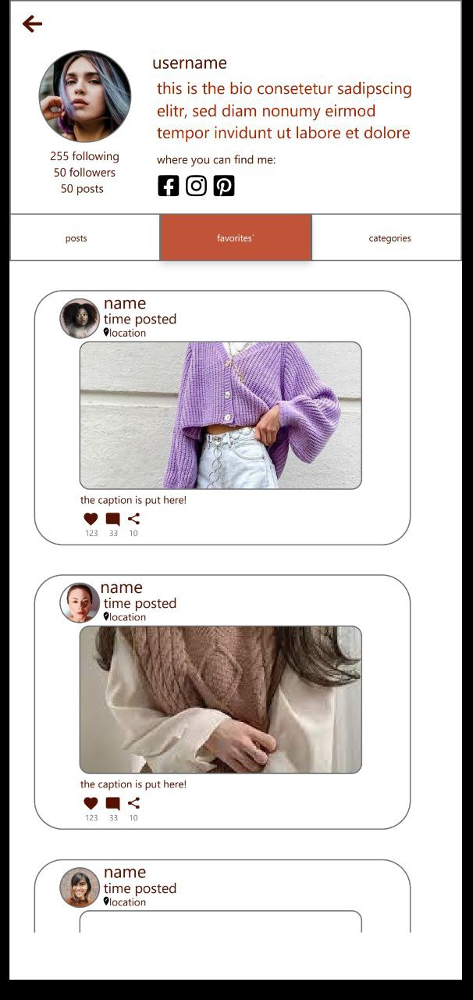 username
this is the bio consetetur sadipscing
elitr, sed diam nonumy eirmod
tempor invidunt ut labore et dolore
255 following
50 followers
50 posts
where you can find me:
posts
favorites`
categories
name
time posted
location
the caption is put here!
123 33 10
name
time posted
location
the caption is put here!
123 33 10
name
time posted
location